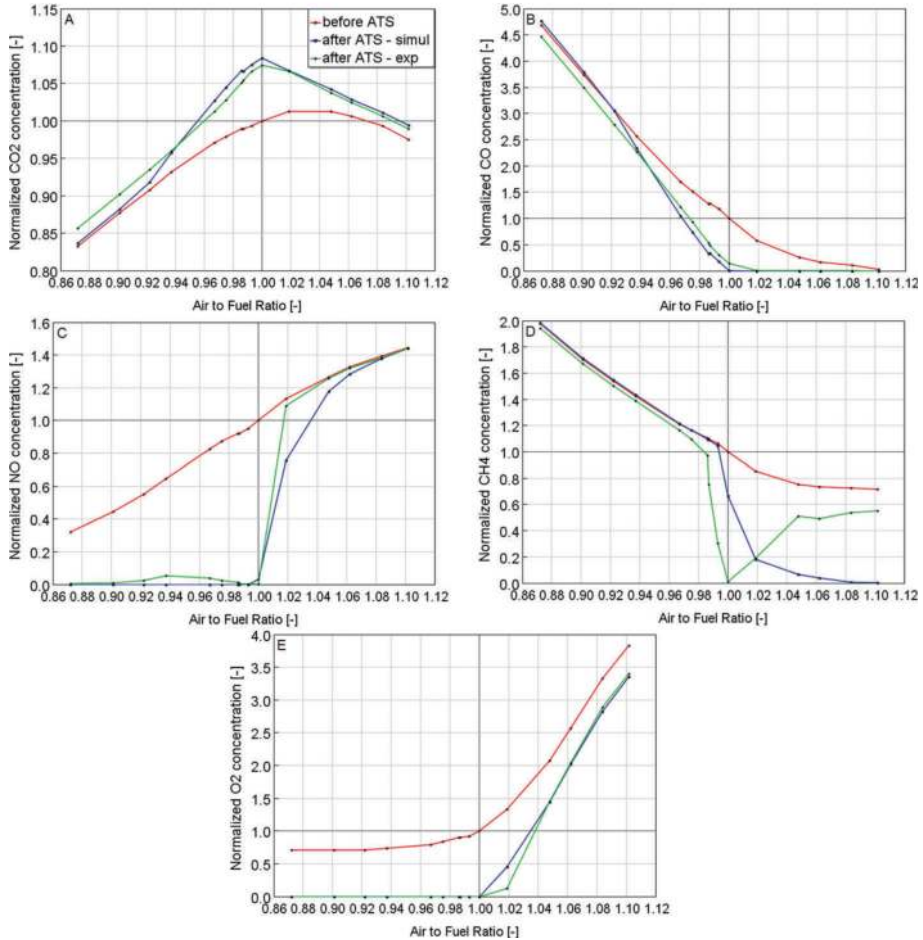 A
before ATS
after ATS - simul
after ATS - exp
Normalized CO2 concentration [-]
1.15
1.10
1.05
1.00
0.95
0.90
0.85
0.80
0.86 0.88 0.90 0.92 0.94 0.96 0.98 1.00 1.02 1.04 1.06 1.08 1.10 1.12
Air to Fuel Ratio [-]
B
Normalized CO concentration [-]
5.0
4.5
4.0
3.5
3.0
2.5
2.0
1.5
1.0
0.5
0.0
0.86 0.88 0.90 0.92 0.94 0.96 0.98 1.00 1.02 1.04 1.06 1.08 1.10 1.12
Air to Fuel Ratio [-]
C
Normalized NO concentration [-]
1.6
1.4
1.2
1.0
0.8
0.6
0.4
0.2
0.0
0.86 0.88 0.90 0.92 0.94 0.96 0.98 1.00 1.02 1.04 1.06 1.08 1.10 1.12
Air to Fuel Ratio [-]
D
Normalized CH4 concentration [-]
2.0
1.8
1.6
1.4
1.2
1.0
0.8
0.6
0.4
0.2
0.0
0.86 0.88 0.90 0.92 0.94 0.96 0.98 1.00 1.02 1.04 1.06 1.08 1.10 1.12
Air to Fuel Ratio [-]
E
Normalized O2 concentration [-]
4.0
3.5
3.0
2.5
2.0
1.5
1.0
0.5
0.0
0.86 0.88 0.90 0.92 0.94 0.96 0.98 1.00 1.02 1.04 1.06 1.08 1.10 1.12
Air to Fuel Ratio [-]